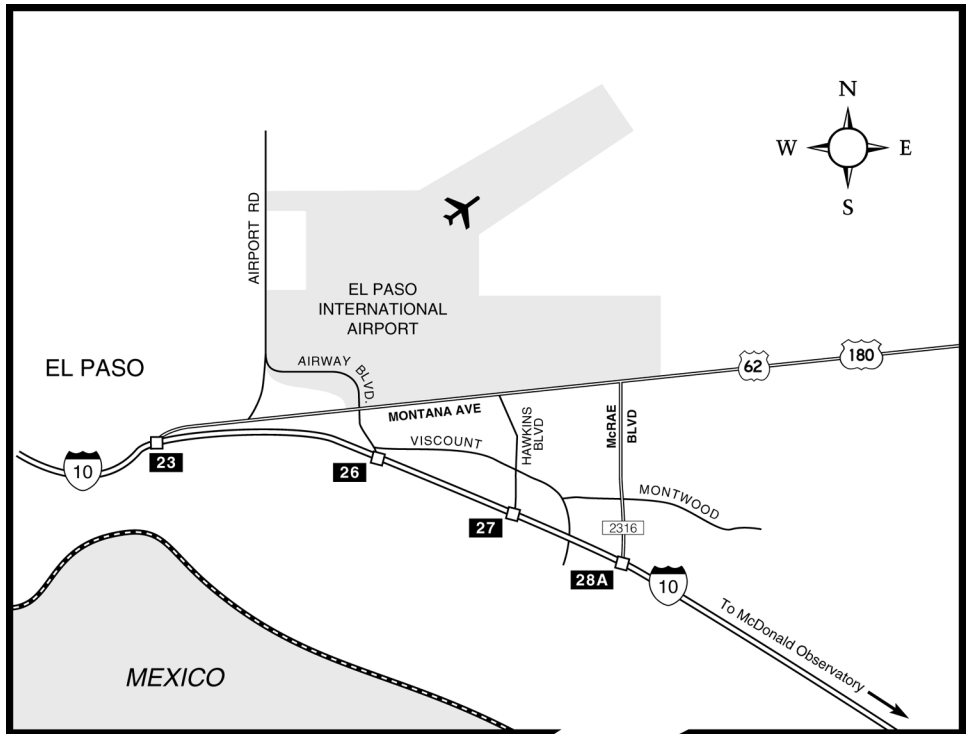 N
W
E
S
AIRPORT RD
EL PASO
INTERNATIONAL
AIRPORT
EL PASO
AIRWAY BLVD.
62
180
MONTANA AVE
HAWKINS
BLVD
McRAE
BLVD
VISCOUNT
10
23
26
MONTWOOD
27
2316
28A
10
To McDonald Observatory
MEXICO